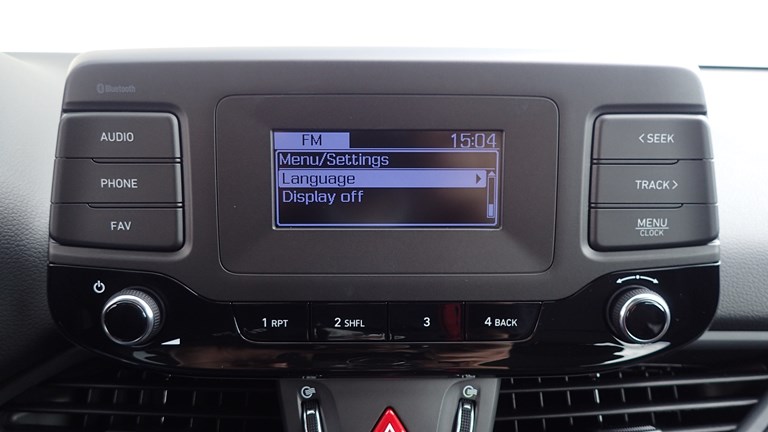 Bluetooth
AUDIO
PHONE
FAV
FM 15:04
Menu/Settings
Language
Display off
< SEEK
TRACK >
MENU
CLOCK
1 RPT
2 SHFL
3
4 BACK